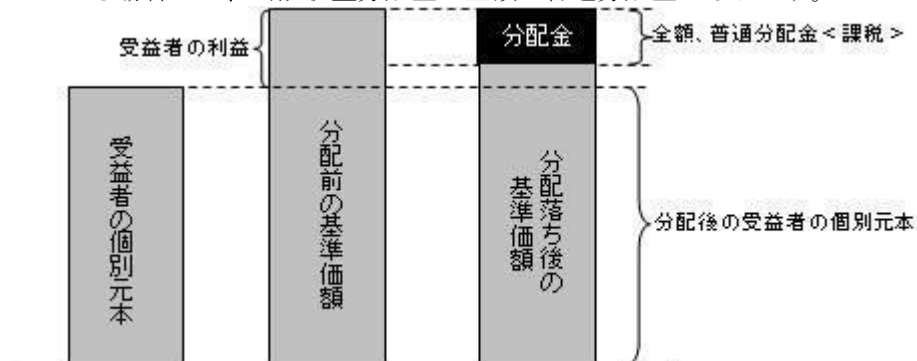 受益者の利益
分配金
全額、普通分配金＜課税＞
受益者の個別元本
分配前の基準価額
分配落ち後の
基準価額
分配後の受益者の個別元本